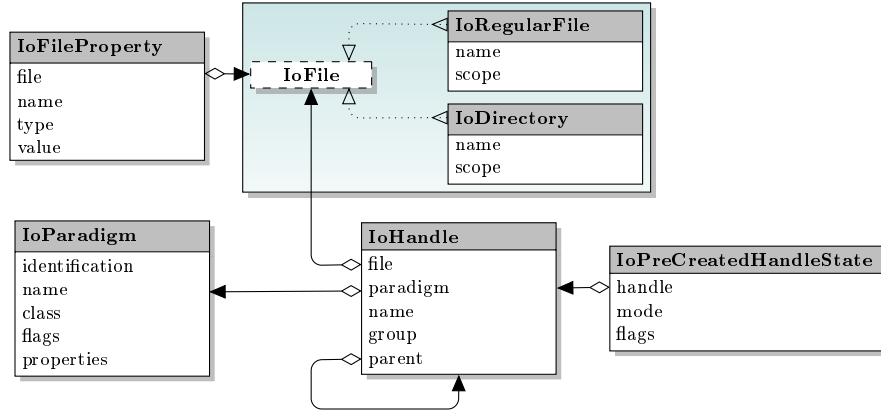 IoFileProperty
file
name
type
value
IoFile
IoRegularFile
name
scope
IoDirectory
name
scope
IoParadigm
identification
name
class
flags
properties
IoHandle
file
paradigm
name
group
parent
IoPreCreatedHandleState
handle
mode
flags